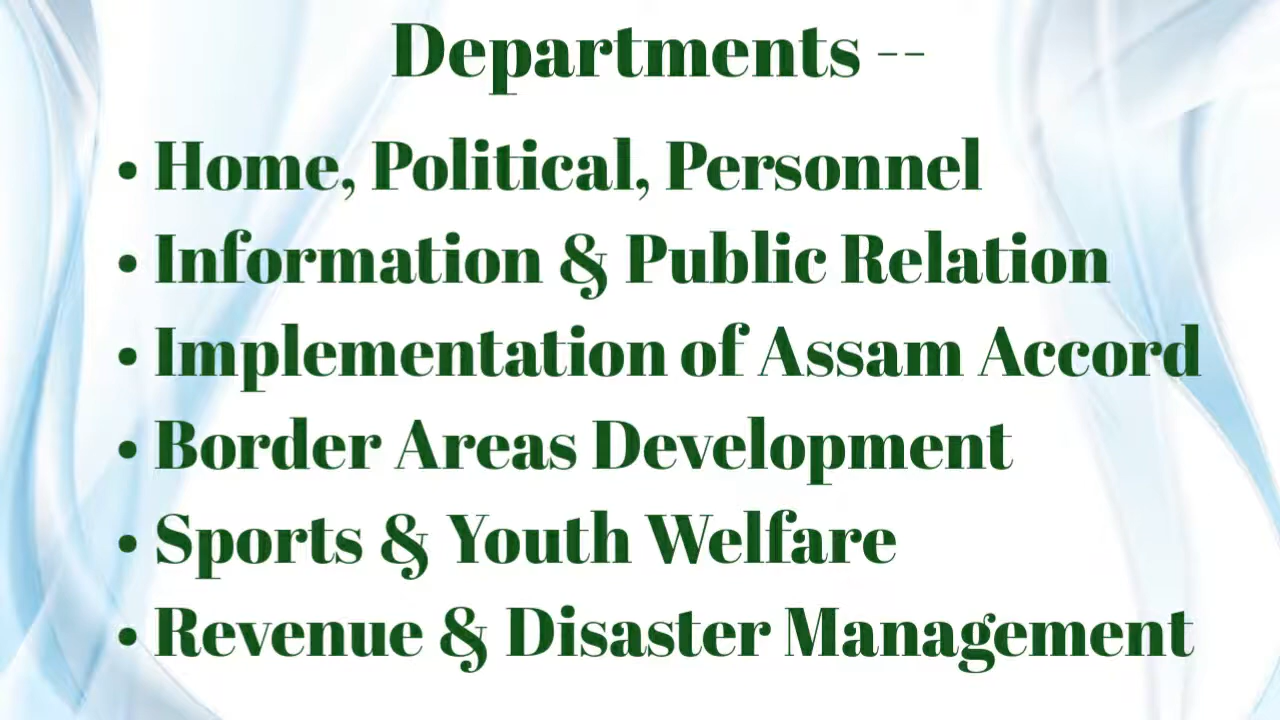 Departments --
• Home, Political, Personnel
• Information & Public Relation
• Implementation of Assam Accord
• Border Areas Development
• Sports & Youth Welfare
• Revenue & Disaster Management